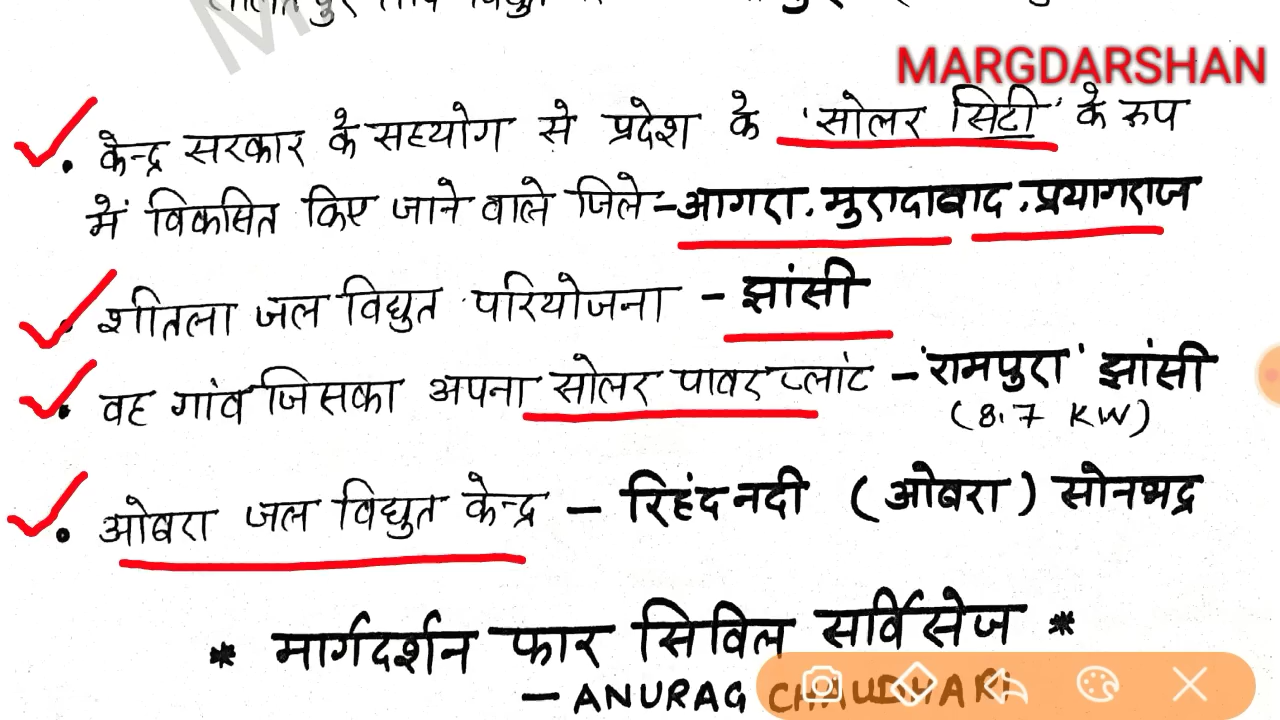 MARGDARSHAN
केन्द्र सरकार के सहयोग से प्रदेश के 'सोलर सिटी' के रुप
में विकसित किए जाने वाले जिले - आगरा, मुरादाबाद, प्रयागराज
शीतला जल विद्युत परियोजना - झांसी
वह गांव जिसका अपना सोलर पावर प्लांट - 'रामपुरा' झांसी
(8.7 KW)
ओबरा जल विद्युत केन्द्र - रिहंद नदी (ओबरा) सोनभद्र
* मार्गदर्शन फार सिविल सर्विसेज *
- ANURAG CHAUDHARI